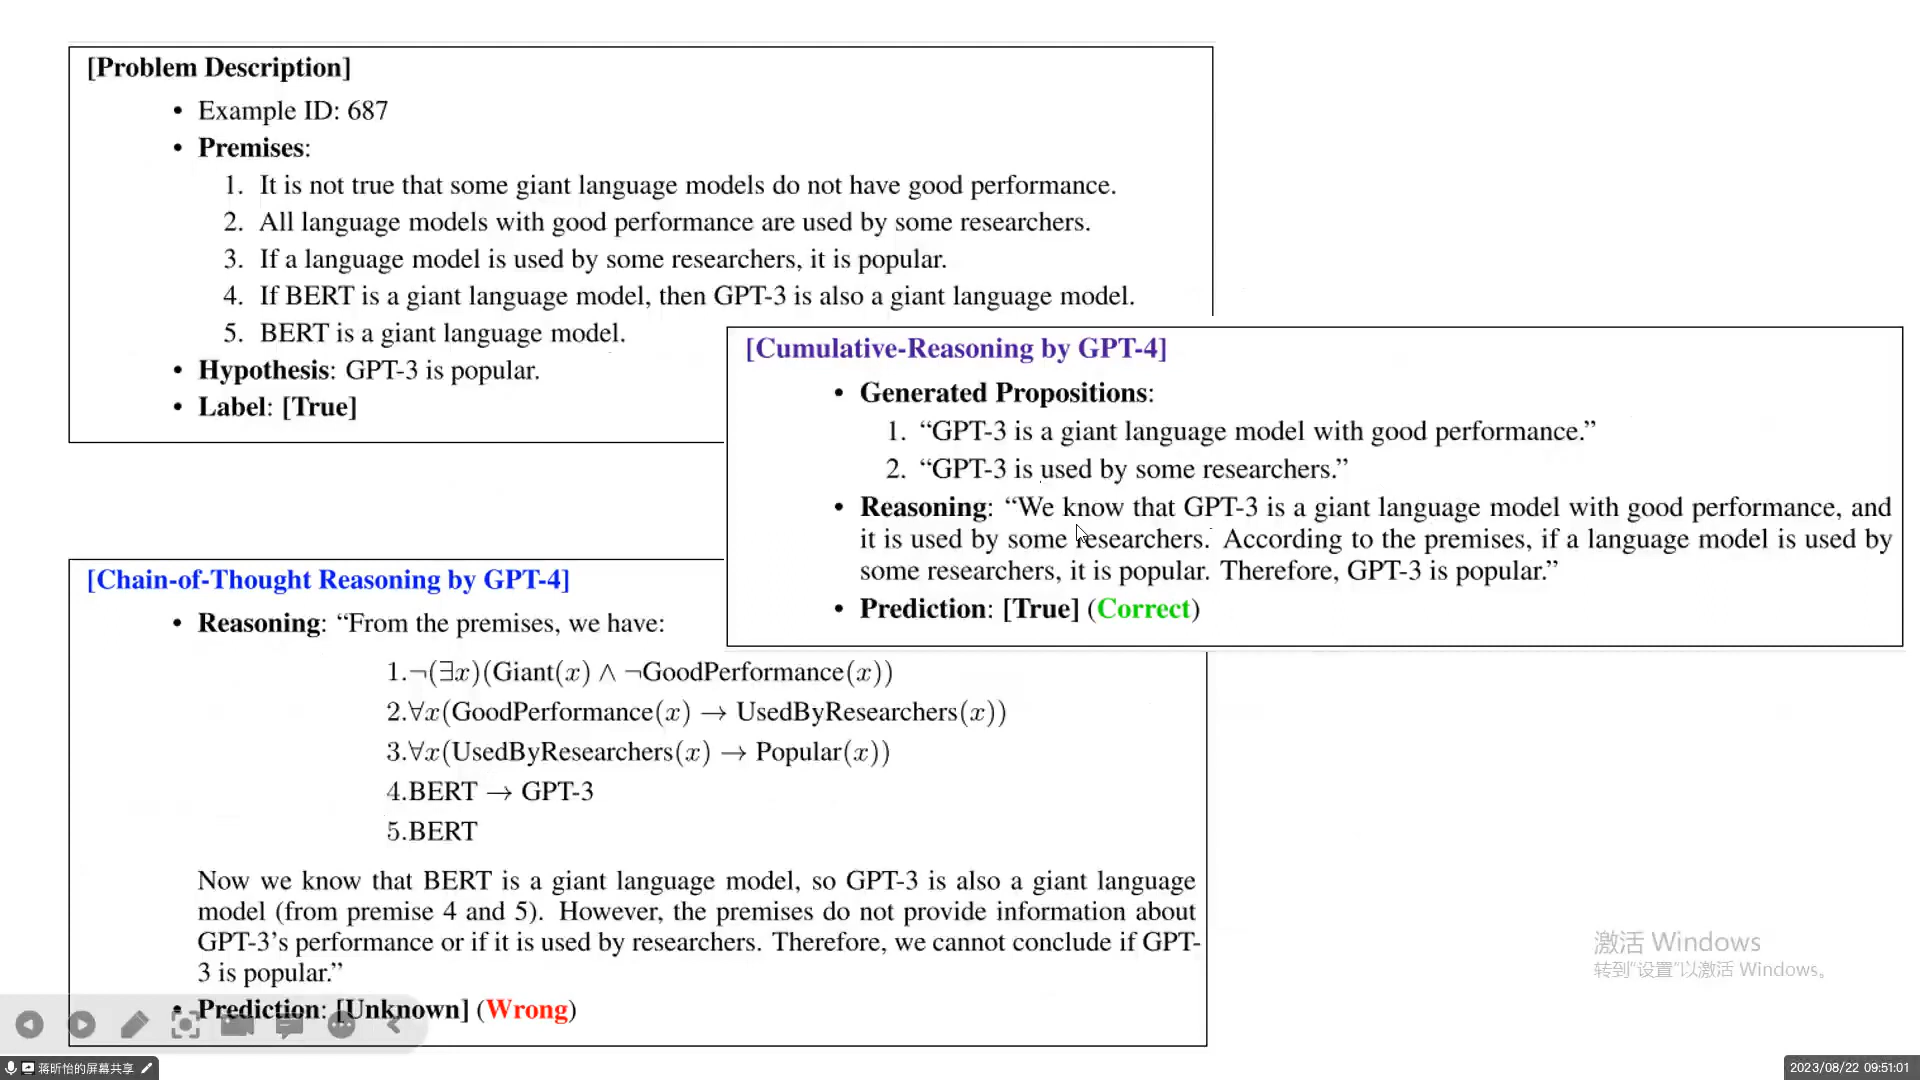 [Problem Description]
• Example ID: 687
• Premises:
1. It is not true that some giant language models do not have good performance.
2. All language models with good performance are used by some researchers.
3. If a language model is used by some researchers, it is popular.
4. If BERT is a giant language model, then GPT-3 is also a giant language model.
5. BERT is a giant language model.
• Hypothesis: GPT-3 is popular.
• Label: [True]
[Cumulative-Reasoning by GPT-4]
• Generated Propositions:
1. “GPT-3 is a giant language model with good performance.”
2. “GPT-3 is used by some researchers.”
• Reasoning: “We know that GPT-3 is a giant language model with good performance, and
it is used by some researchers. According to the premises, if a language model is used by
some researchers, it is popular. Therefore, GPT-3 is popular.”
• Prediction: [True] (Correct)
[Chain-of-Thought Reasoning by GPT-4]
• Reasoning: “From the premises, we have:
1.¬(∃x)(Giant(x) ∧ ¬GoodPerformance(x))
2.∀x(GoodPerformance(x) → UsedByResearchers(x))
3.∀x(UsedByResearchers(x) → Popular(x))
4.BERT → GPT-3
5.BERT
Now we know that BERT is a giant language model, so GPT-3 is also a giant language
model (from premise 4 and 5). However, the premises do not provide information about
GPT-3’s performance or if it is used by researchers. Therefore, we cannot conclude if GPT-
3 is popular.”
• Prediction: [Unknown] (Wrong)
激活 Windows
转到“设置”以激活 Windows。
蒋昕怡的屏幕共享
2023/08/22 09:51:01